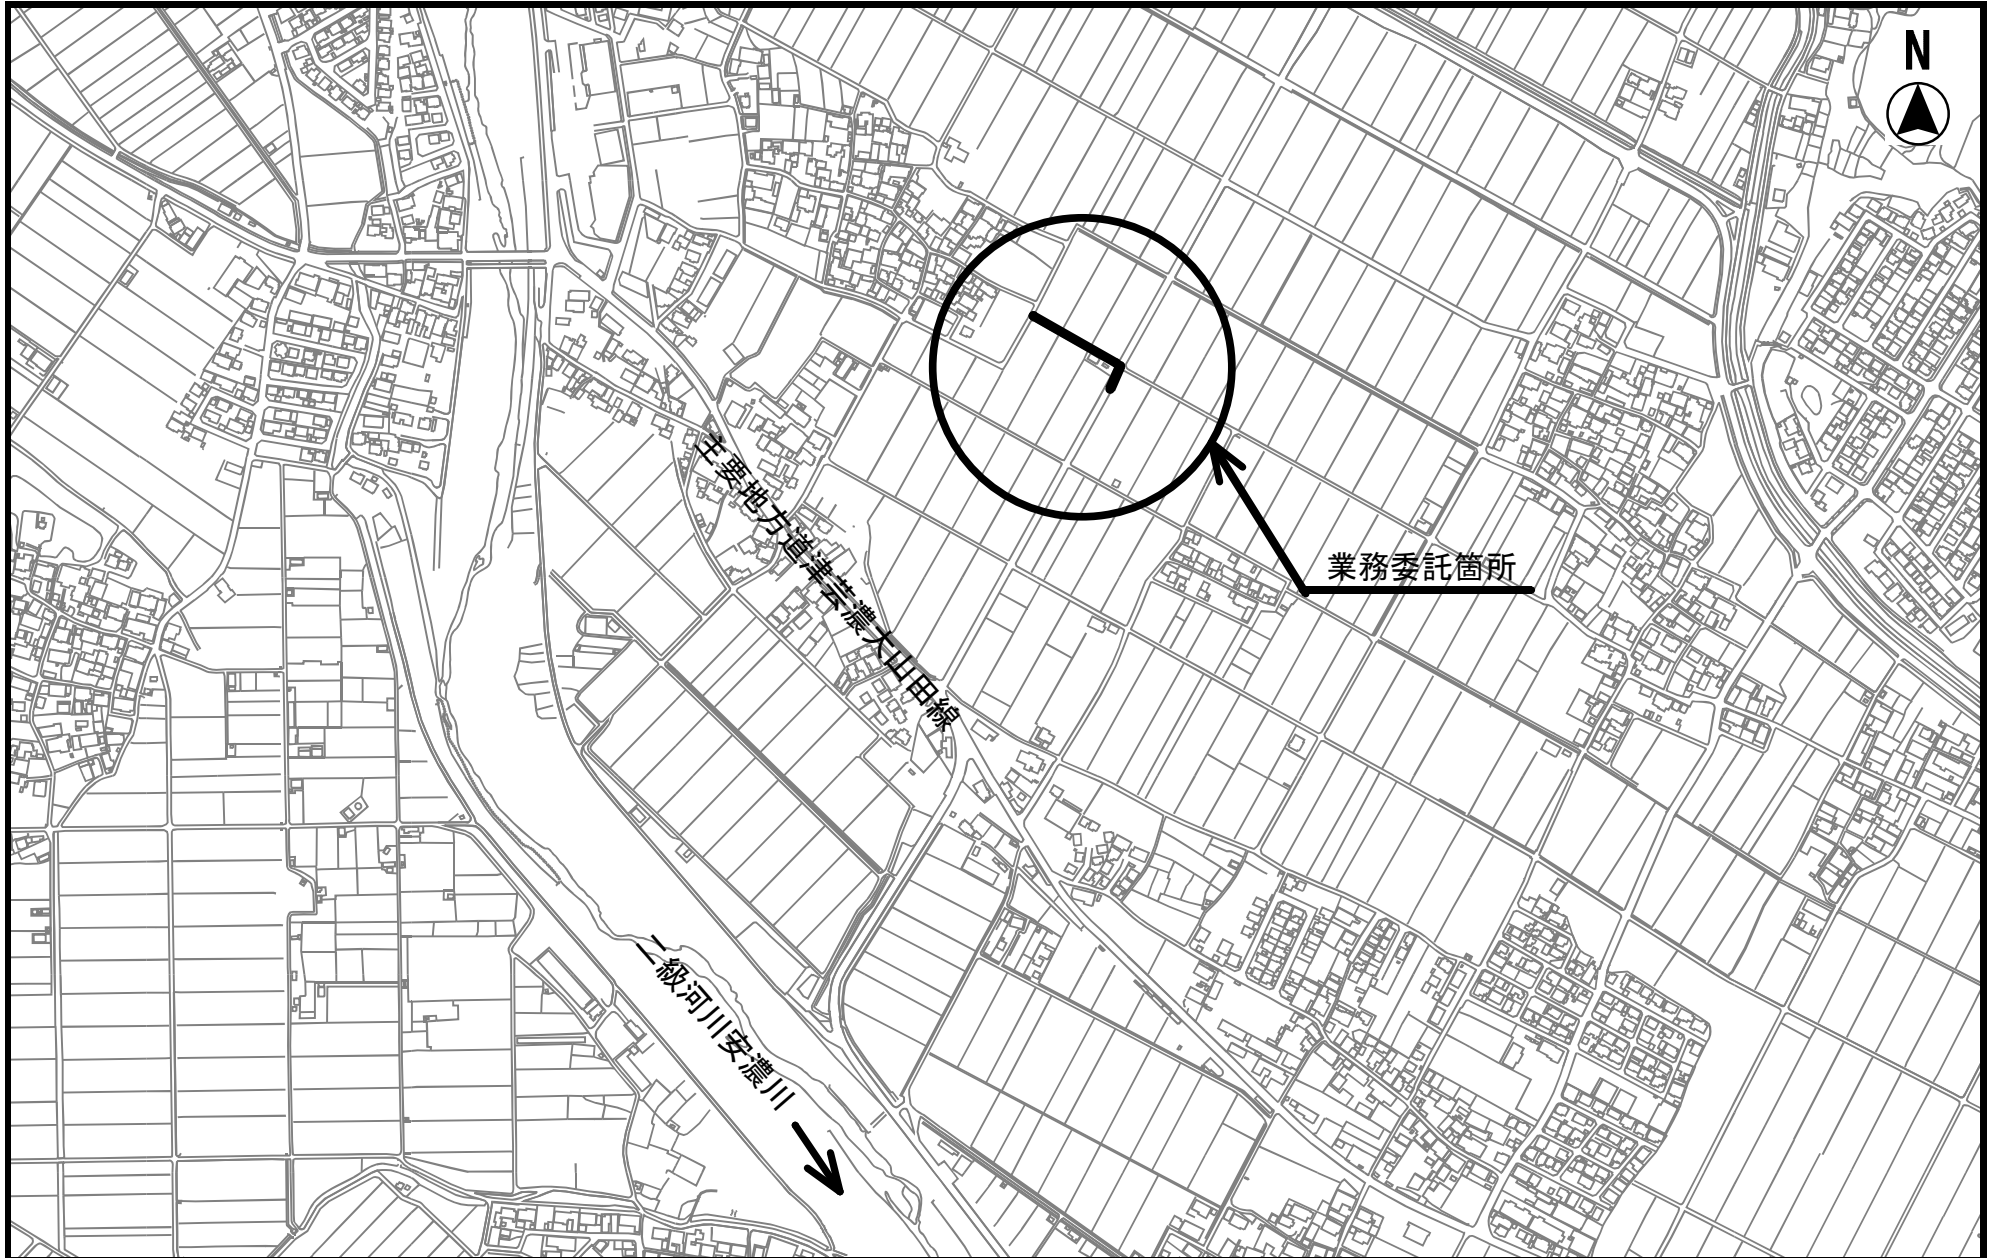 N
主要地方道津芸濃大山田線
業務委託箇所
二級河川安濃川